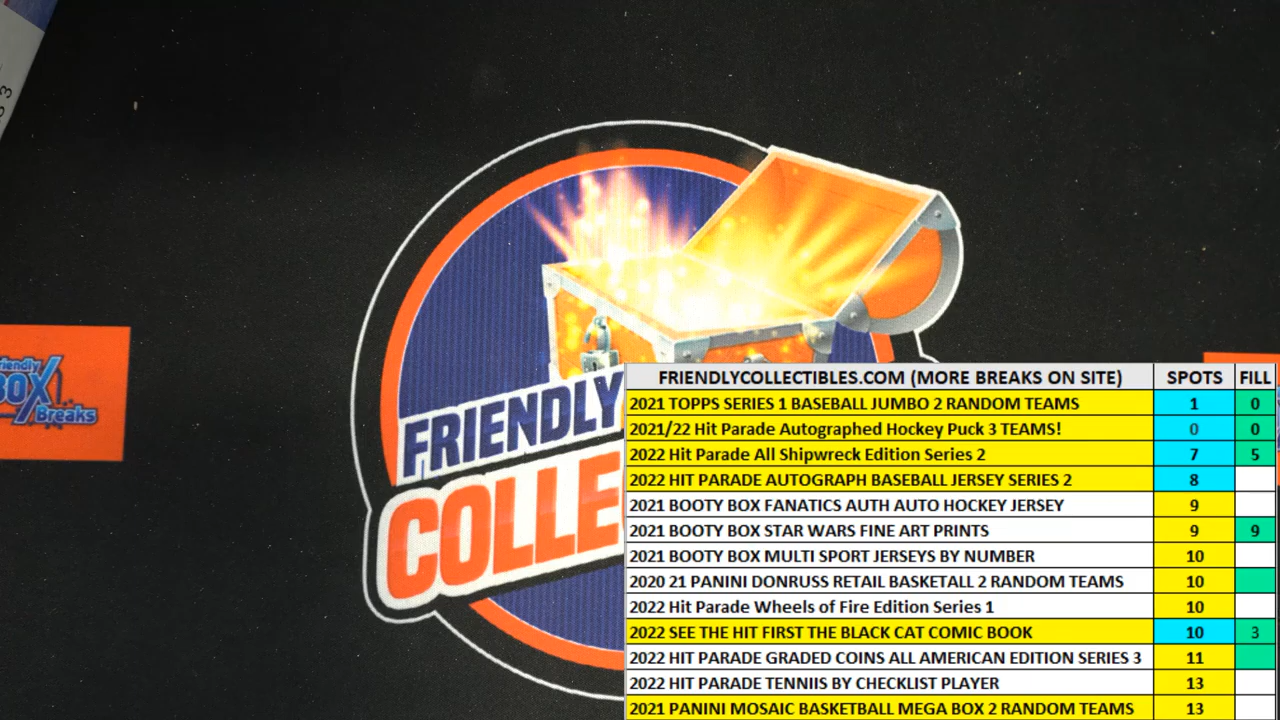 3
riendly
BOX
Breaks
FRIENDLY
COLLE
FRIENDLYCOLLECTIBLES.COM (MORE BREAKS ON SITE) SPOTS FILL
2021 TOPPS SERIES 1 BASEBALL JUMBO 2 RANDOM TEAMS 1 0
2021/22 Hit Parade Autographed Hockey Puck 3 TEAMS! 0 0
2022 Hit Parade All Shipwreck Edition Series 2 7 5
2022 HIT PARADE AUTOGRAPH BASEBALL JERSEY SERIES 2 8
2021 BOOTY BOX FANATICS AUTH AUTO HOCKEY JERSEY 9
2021 BOOTY BOX STAR WARS FINE ART PRINTS 9 9
2021 BOOTY BOX MULTI SPORT JERSEYS BY NUMBER 10
2020 21 PANINI DONRUSS RETAIL BASKETALL 2 RANDOM TEAMS 10
2022 Hit Parade Wheels of Fire Edition Series 1 10
2022 SEE THE HIT FIRST THE BLACK CAT COMIC BOOK 10 3
2022 HIT PARADE GRADED COINS ALL AMERICAN EDITION SERIES 3 11
2022 HIT PARADE TENNIIS BY CHECKLIST PLAYER 13
2021 PANINI MOSAIC BASKETBALL MEGA BOX 2 RANDOM TEAMS 13